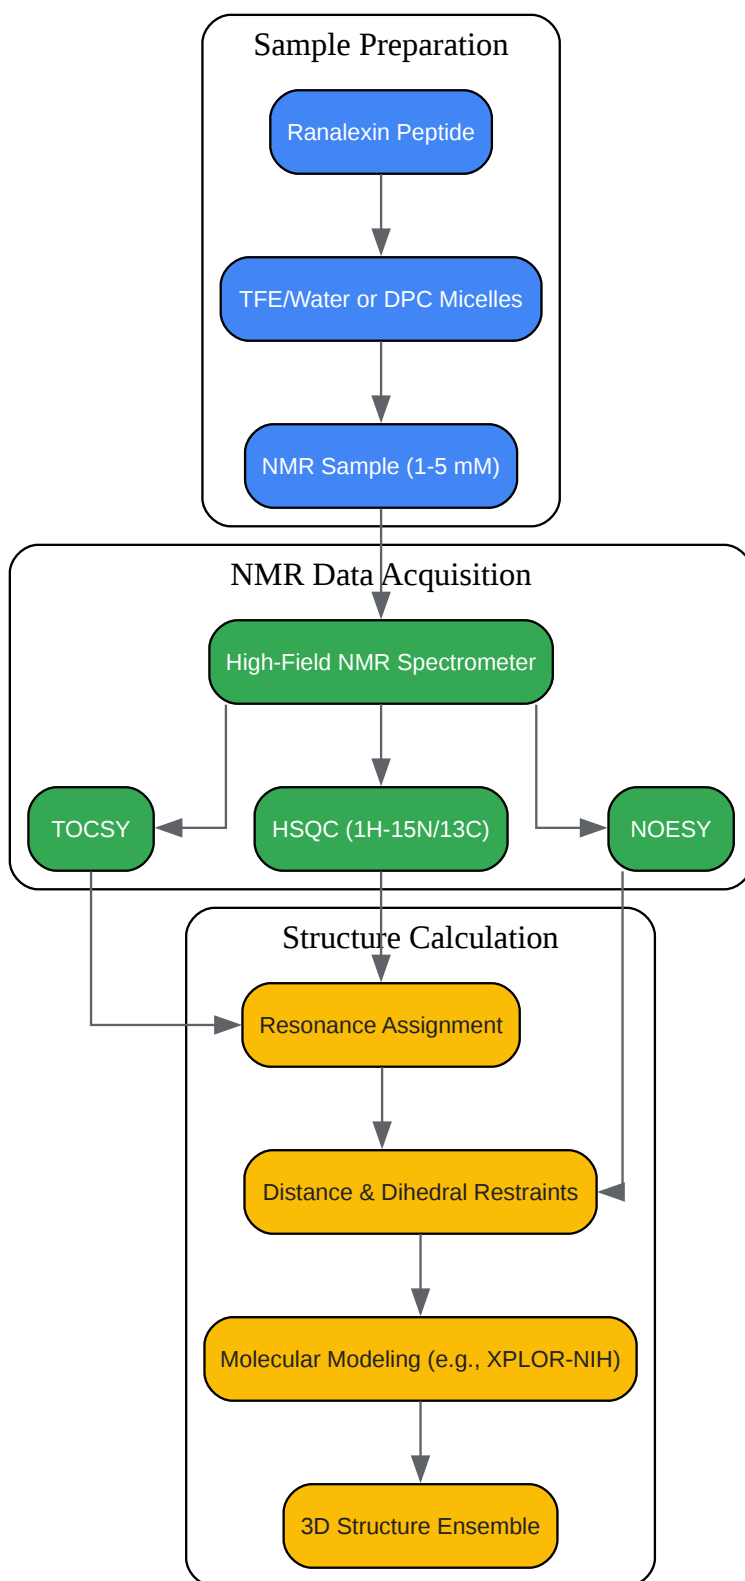 Sample Preparation
Ranalexin Peptide
TFE/Water or DPC Micelles
NMR Sample (1-5 mM)
NMR Data Acquisition
High-Field NMR Spectrometer
TOCSY
HSQC (1H-15N/13C)
NOESY
Structure Calculation
Resonance Assignment
Distance & Dihedral Restraints
Molecular Modeling (e.g., XPLOR-NIH)
3D Structure Ensemble